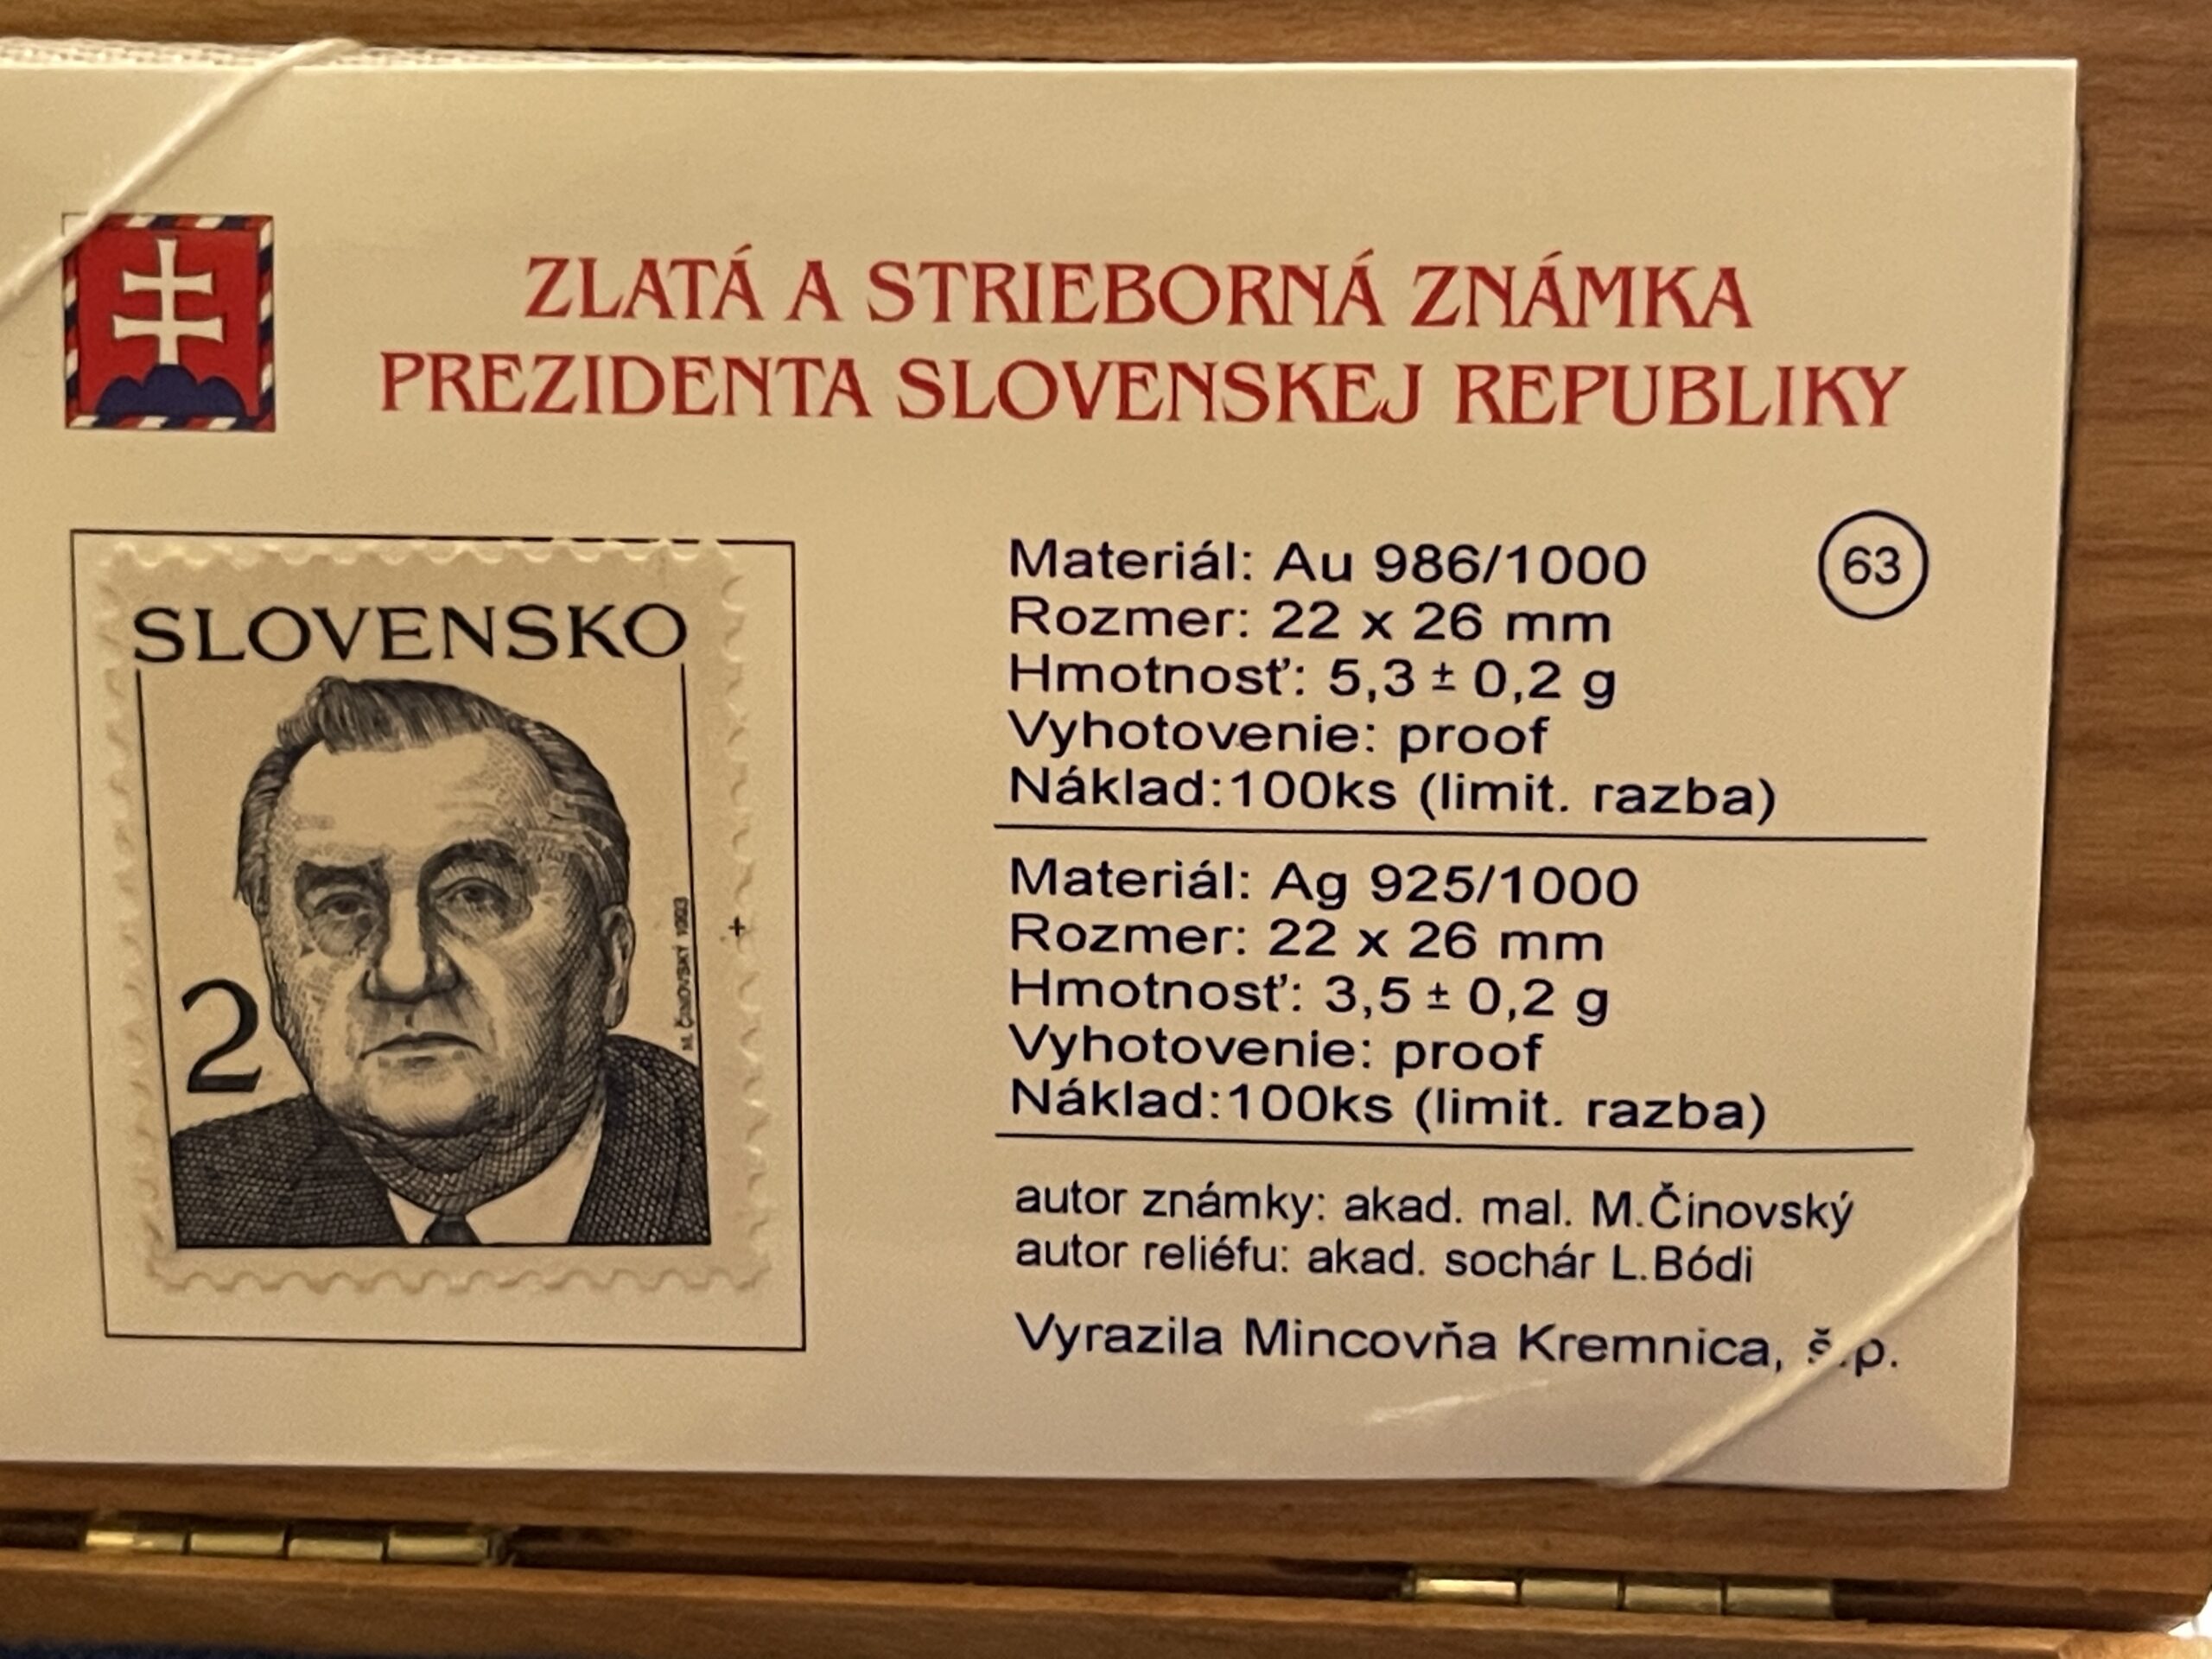 ZLATÁ A STRIEBORNÁ ZNÁMKA
PREZIDENTA SLOVENSKEJ REPUBLIKY
SLOVENSKO
2
M. ČINOVSKÝ 1993
Materiál: Au 986/1000
63
Rozmer: 22 x 26 mm
Hmotnosť: 5,3 ± 0,2 g
Vyhotovenie: proof
Náklad:100ks (limit. razba)
Materiál: Ag 925/1000
Rozmer: 22 x 26 mm
Hmotnosť: 3,5 ± 0,2 g
Vyhotovenie: proof
Náklad:100ks (limit. razba)
autor známky: akad. mal. M.Činovský
autor reliéfu: akad. sochár L.Bódi
Vyrazila Mincovňa Kremnica, š.p.